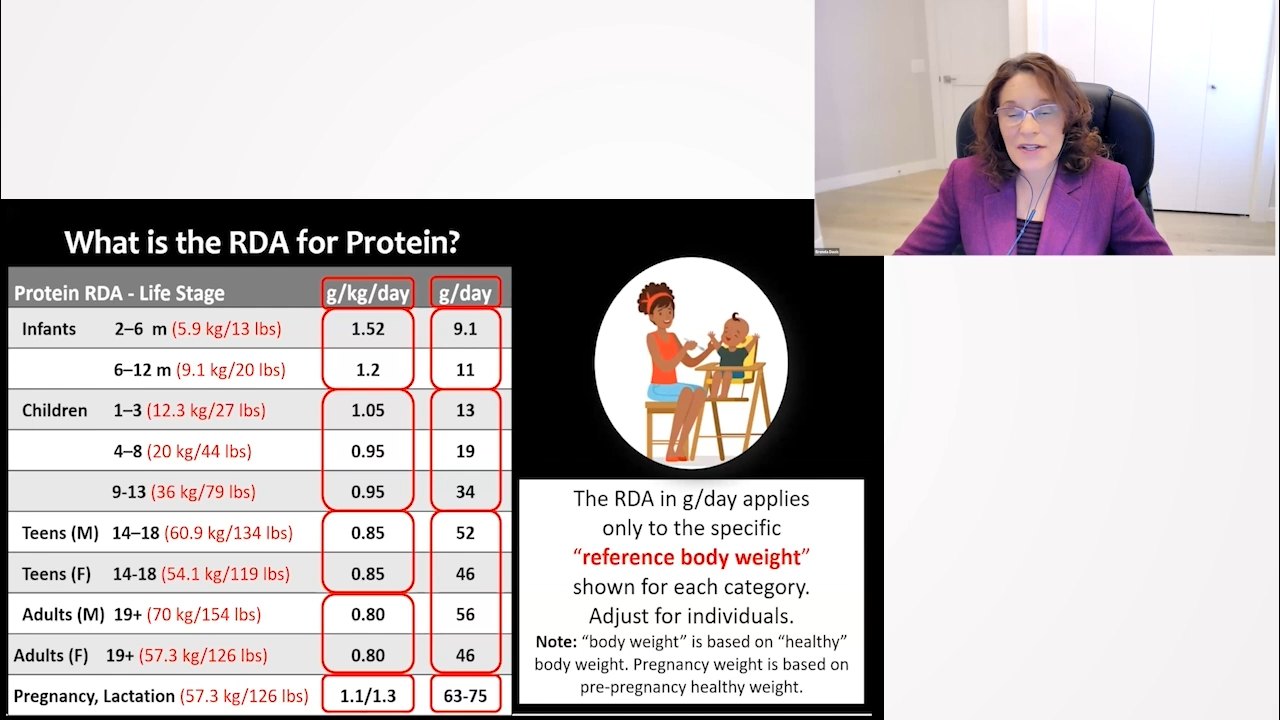 Brenda Davis
What is the RDA for Protein?
Protein RDA - Life Stage g/kg/day g/day
Infants 2–6 m (5.9 kg/13 lbs) 1.52 9.1
6–12 m (9.1 kg/20 lbs) 1.2 11
Children 1–3 (12.3 kg/27 lbs) 1.05 13
4–8 (20 kg/44 lbs) 0.95 19
9-13 (36 kg/79 lbs) 0.95 34
Teens (M) 14–18 (60.9 kg/134 lbs) 0.85 52
Teens (F) 14-18 (54.1 kg/119 lbs) 0.85 46
Adults (M) 19+ (70 kg/154 lbs) 0.80 56
Adults (F) 19+ (57.3 kg/126 lbs) 0.80 46
Pregnancy, Lactation (57.3 kg/126 lbs) 1.1/1.3 63-75
The RDA in g/day applies
only to the specific
“reference body weight”
shown for each category.
Adjust for individuals.
Note: “body weight” is based on “healthy”
body weight. Pregnancy weight is based on
pre-pregnancy healthy weight.